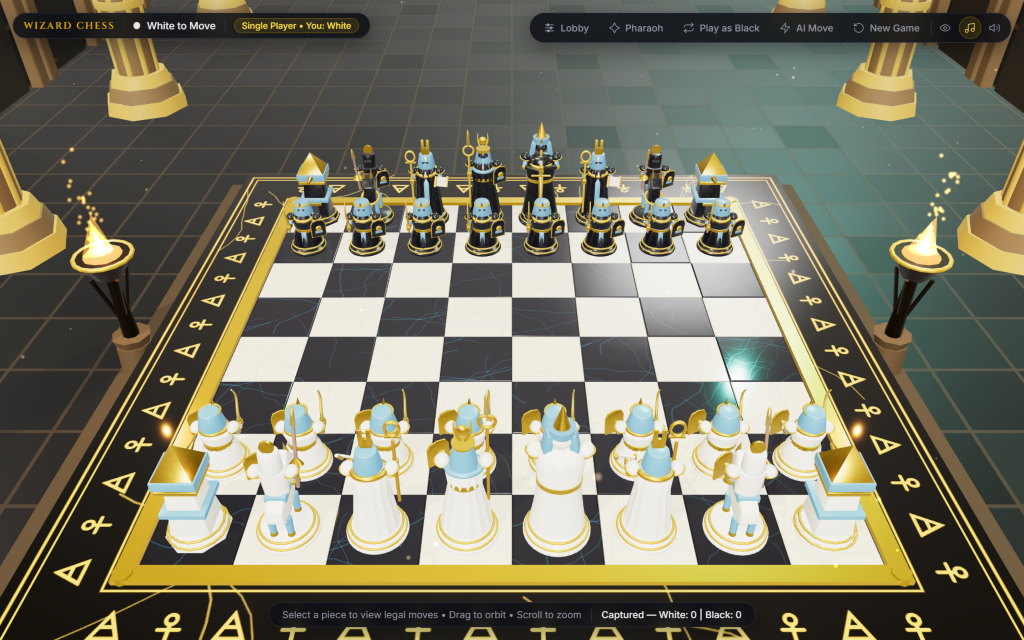 WIZARD CHESS
White to Move
Single Player • You: White
Lobby
Pharaoh
Play as Black
AI Move
New Game
Select a piece to view legal moves • Drag to orbit • Scroll to zoom
Captured — White: 0 | Black: 0